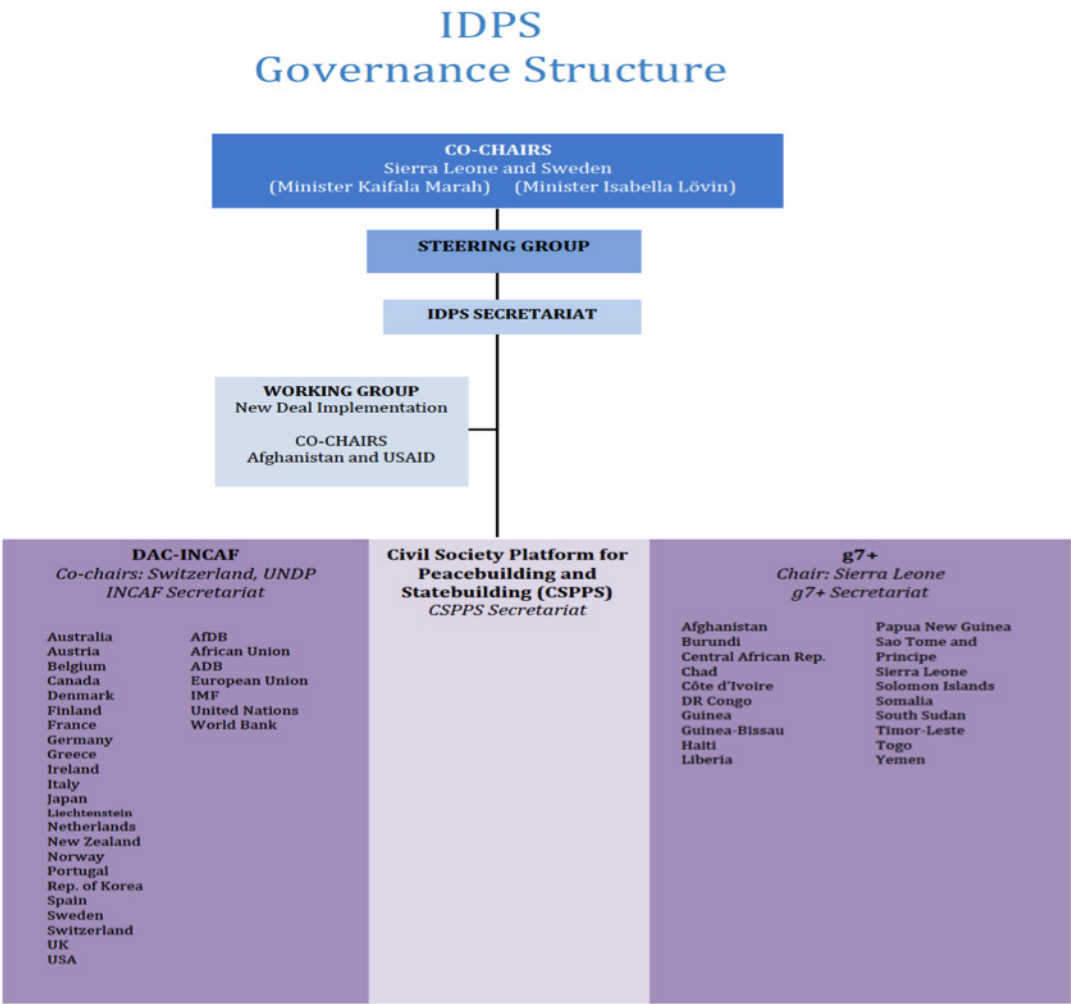 IDPS
Governance Structure
CO-CHAIRS
Sierra Leone and Sweden
(Minister Kaifala Marah) (Minister Isabella Lövin)
STEERING GROUP
IDPS SECRETARIAT
WORKING GROUP
New Deal Implementation
CO-CHAIRS
Afghanistan and USAID
DAC-INCAF
Co-chairs: Switzerland, UNDP
INCAF Secretariat
Australia
Austria
Belgium
Canada
Denmark
Finland
France
Germany
Greece
Ireland
Italy
Japan
Liechtenstein
Netherlands
New Zealand
Norway
Portugal
Rep. of Korea
Spain
Sweden
Switzerland
UK
USA
AfDB
African Union
ADB
European Union
IMF
United Nations
World Bank
Civil Society Platform for
Peacebuilding and
Statebuilding (CSPPS)
CSPPS Secretariat
g7+
Chair: Sierra Leone
g7+ Secretariat
Afghanistan
Burundi
Central African Rep.
Chad
Côte d'Ivoire
DR Congo
Guinea
Guinea-Bissau
Haiti
Liberia
Papua New Guinea
Sao Tome and
Principe
Sierra Leone
Solomon Islands
Somalia
South Sudan
Timor-Leste
Togo
Yemen